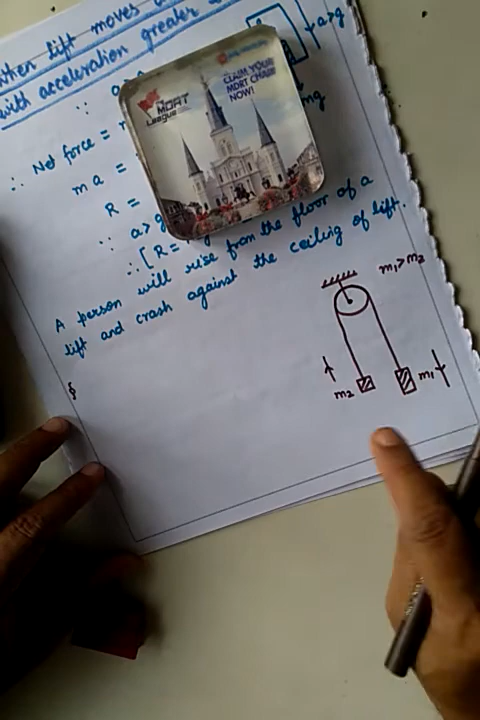 when lift moves
with acceleration greater
a>g
∴
CLAIM YOUR
MDRT CHAIR
NOW!
MDRT
League
∴ Net force =
mg
ma =
R =
∵ a>g
∴ [R =
A person will rise from the floor of a
lift and crash against the ceiling of lift.
m₁>m₂
§
m₂
m₁